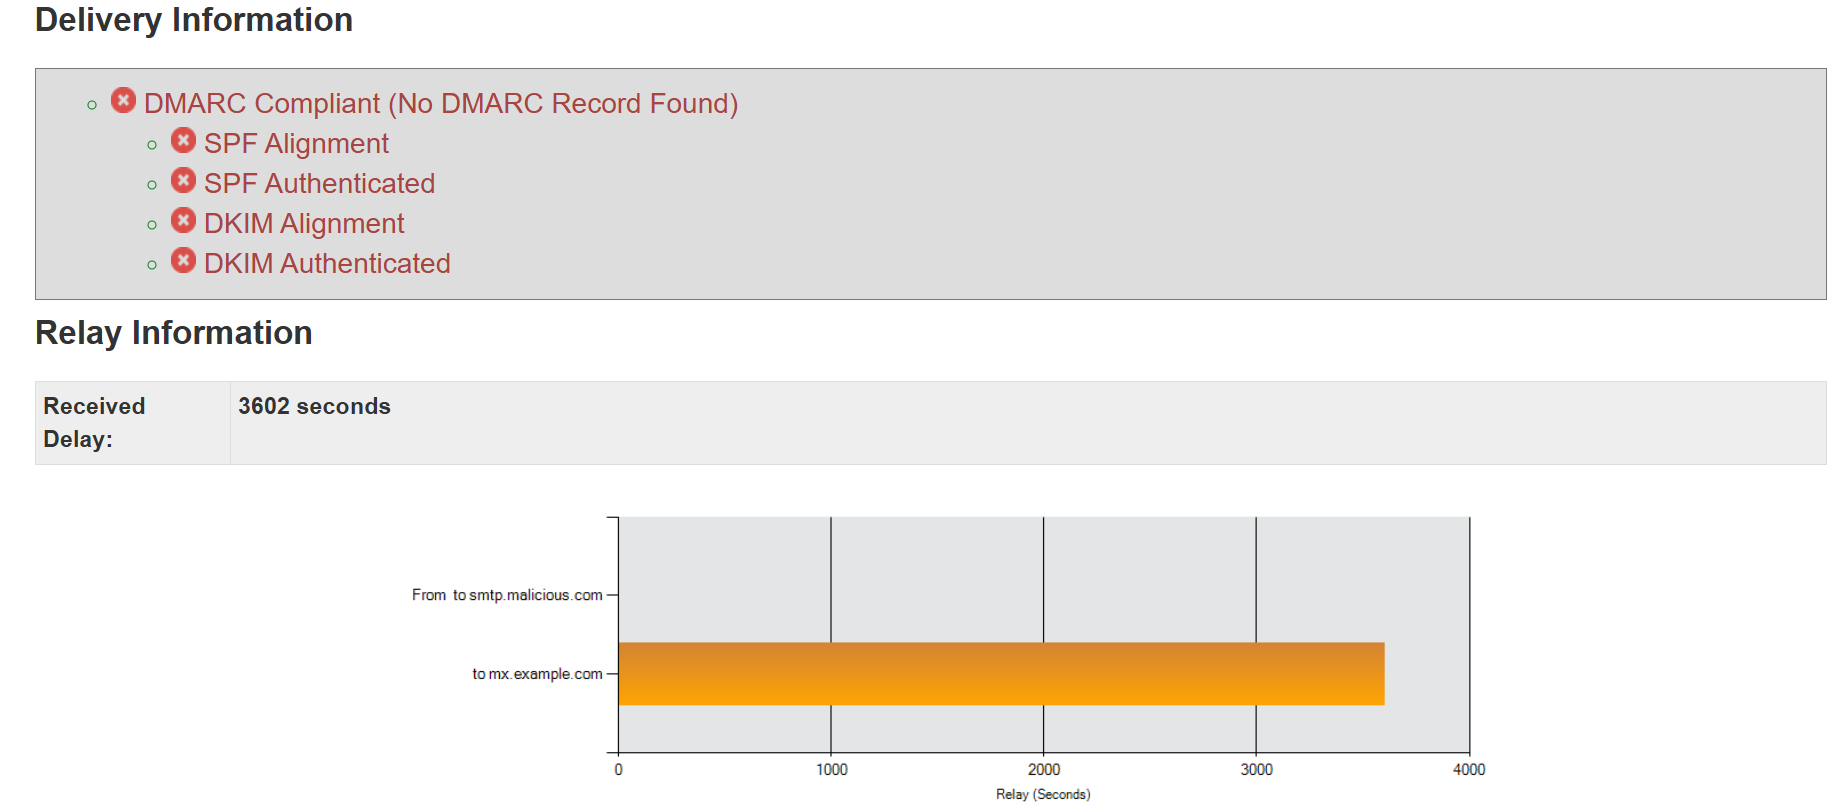 Delivery Information
DMARC Compliant (No DMARC Record Found)
SPF Alignment
SPF Authenticated
DKIM Alignment
DKIM Authenticated
Relay Information
Received Delay:
3602 seconds
From  to smtp.malicious.com
to mx.example.com
0 1000 2000 3000 4000
Relay (Seconds)